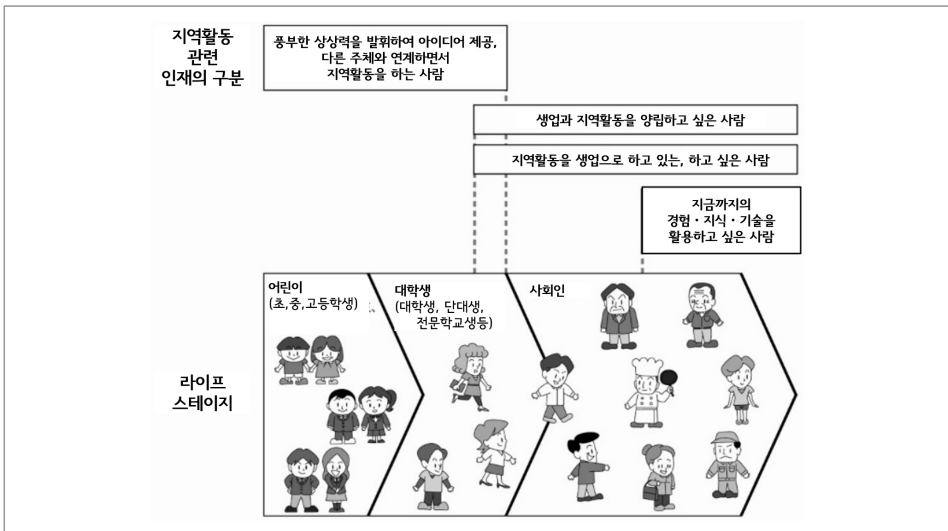 지역활동
관련
인재의 구분
풍부한 상상력을 발휘하여 아이디어 제공,
다른 주체와 연계하면서
지역활동을 하는 사람
생업과 지역활동을 양립하고 싶은 사람
지역활동을 생업으로 하고 있는, 하고 싶은 사람
지금까지의
경험・지식・기술을
활용하고 싶은 사람
라이프
스테이지
어린이
(초,중,고등학생)
대학생
(대학생, 단대생,
전문학교생등)
사회인